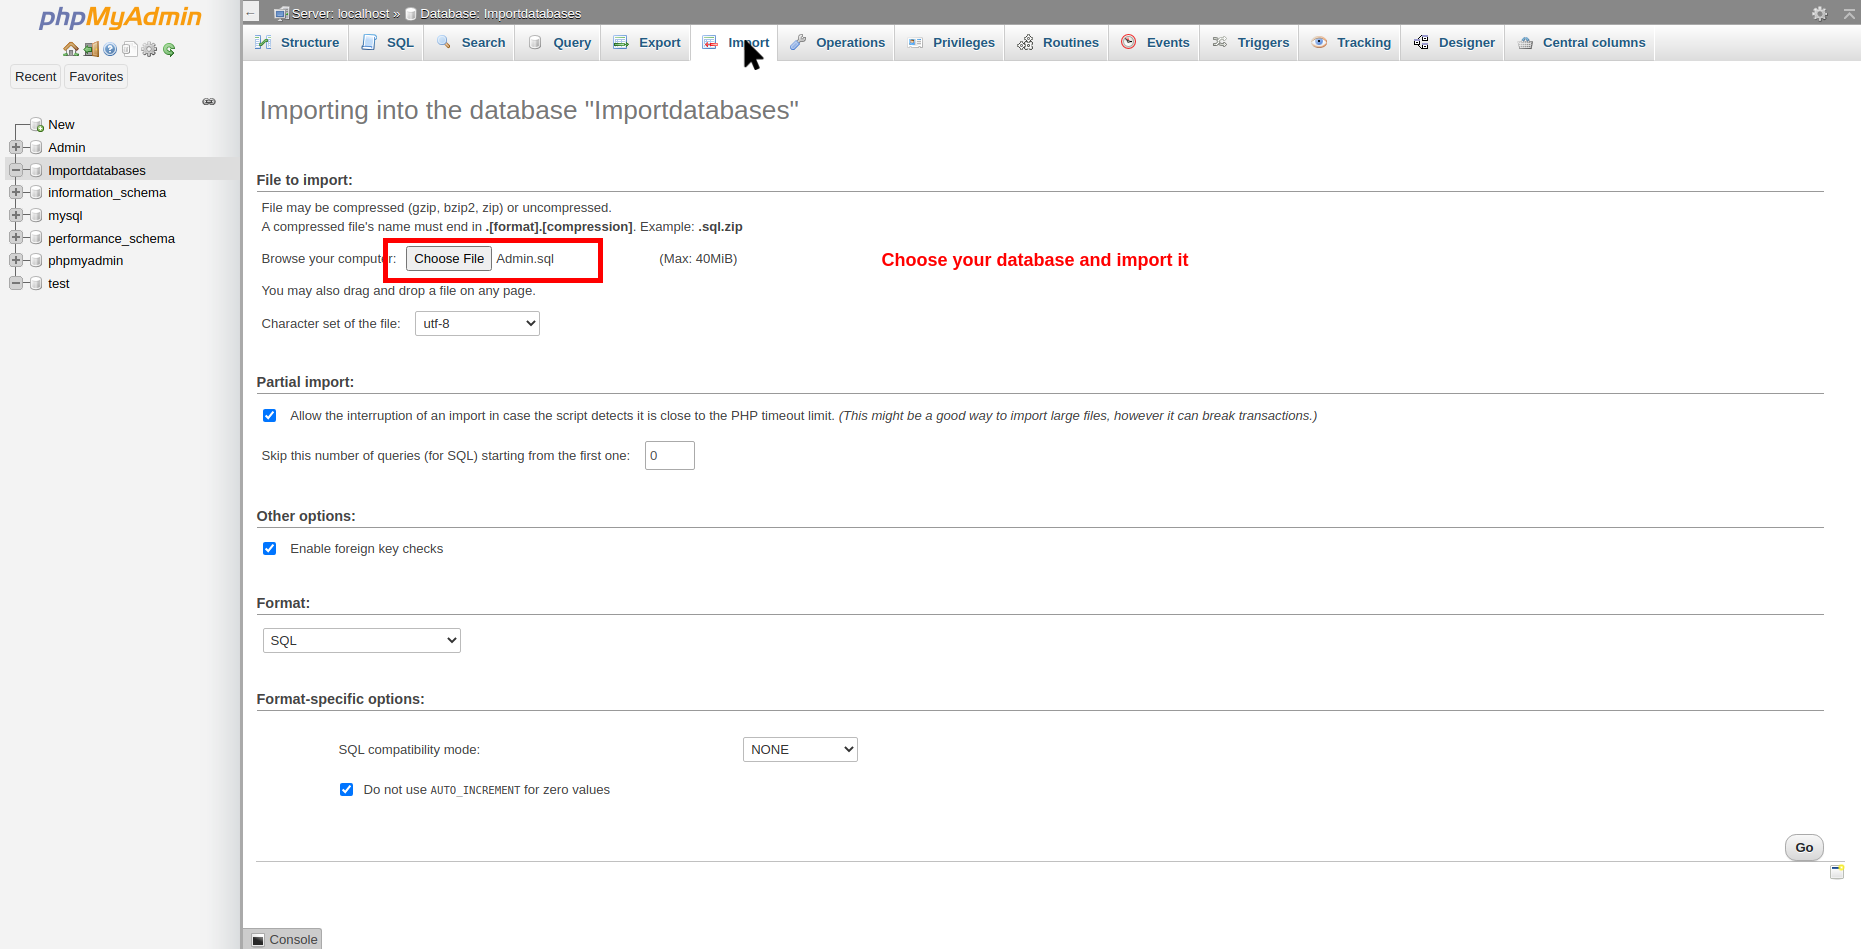 phpMyAdmin
Recent Favorites
New
Admin
Importdatabases
information_schema
mysql
performance_schema
phpmyadmin
test
Server: localhost » Database: Importdatabases
Structure SQL Search Query Export Import Operations Privileges Routines Events Triggers Tracking Designer Central columns
Importing into the database "Importdatabases"
File to import:
File may be compressed (gzip, bzip2, zip) or uncompressed.
A compressed file's name must end in .[format].[compression]. Example: .sql.zip
Browse your computer: Choose File Admin.sql (Max: 40MiB)
Choose your database and import it
You may also drag and drop a file on any page.
Character set of the file: utf-8
Partial import:
Allow the interruption of an import in case the script detects it is close to the PHP timeout limit. (This might be a good way to import large files, however it can break transactions.)
Skip this number of queries (for SQL) starting from the first one: 0
Other options:
Enable foreign key checks
Format:
SQL
Format-specific options:
SQL compatibility mode: NONE
Do not use AUTO_INCREMENT for zero values
Go
Console